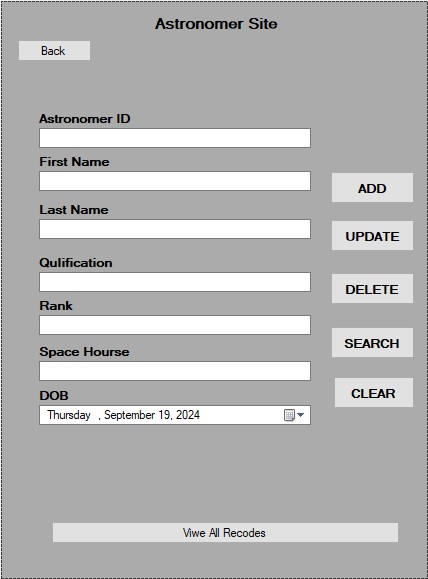 Astronomer Site
Back
Astronomer ID
First Name
ADD
Last Name
UPDATE
Qulification
DELETE
Rank
SEARCH
Space Hourse
CLEAR
DOB
Thursday , September 19, 2024
Viwe All Recodes